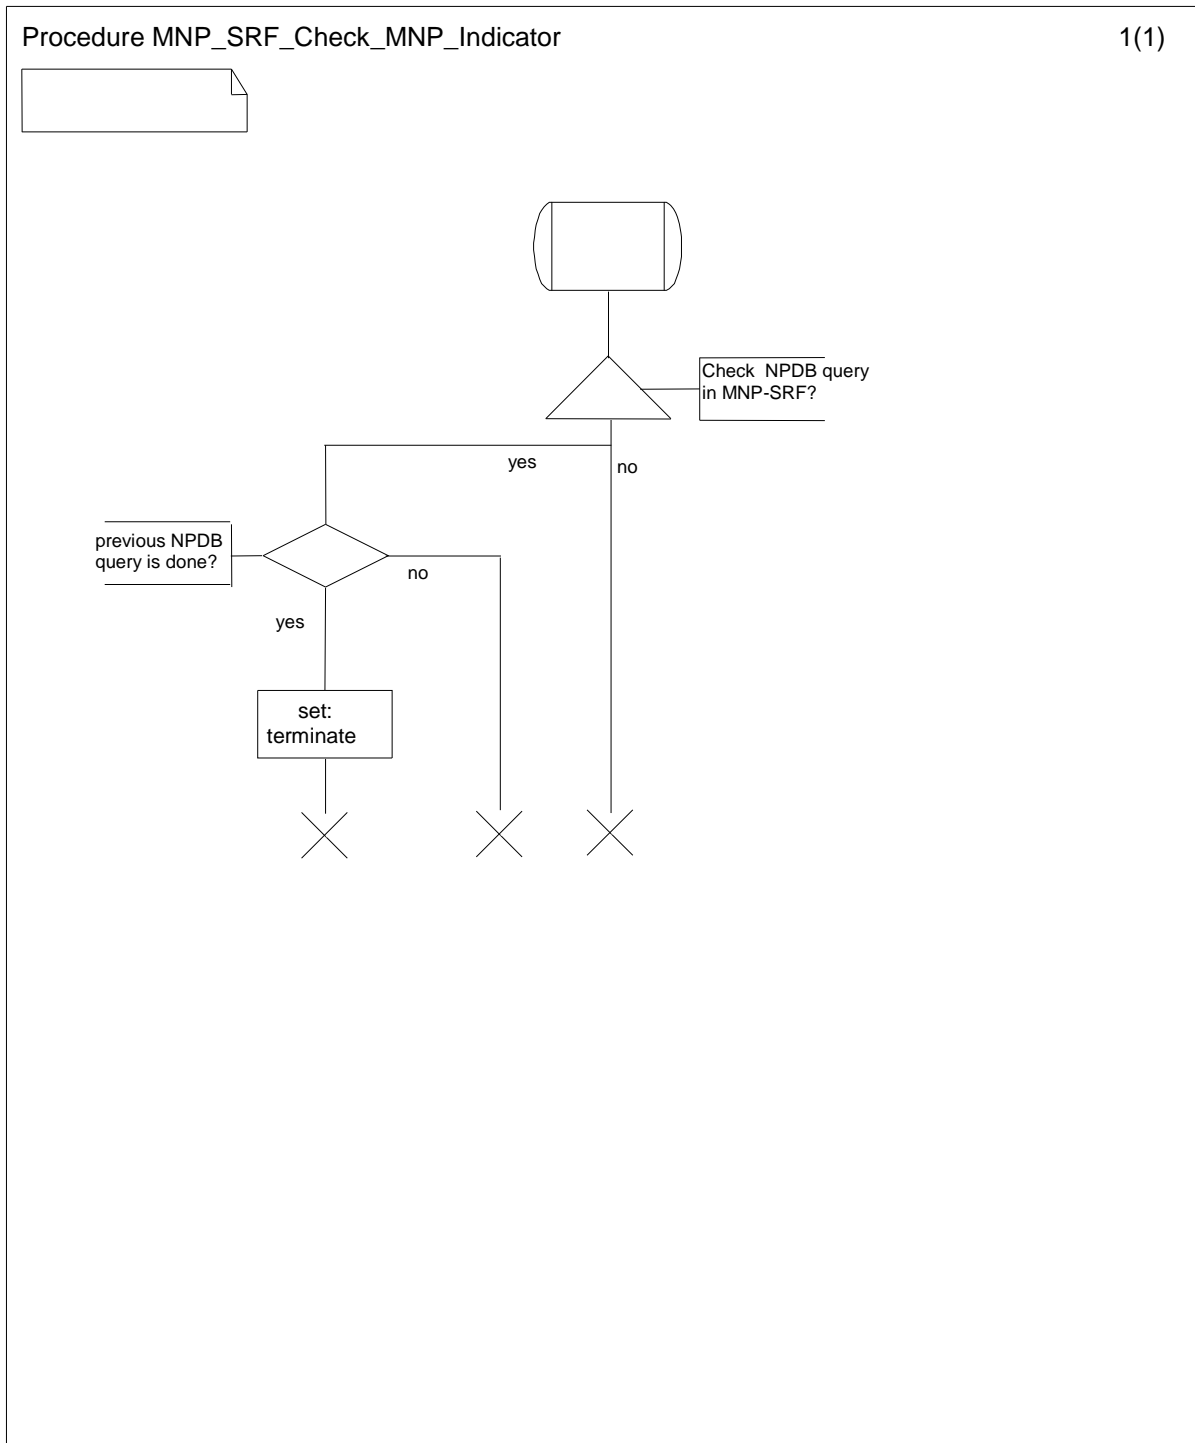 Procedure MNP_SRF_Check_MNP_Indicator
1(1)
Check  NPDB query
in MNP-SRF?
yes
no
previous NPDB
query is done?
no
yes
set:
terminate